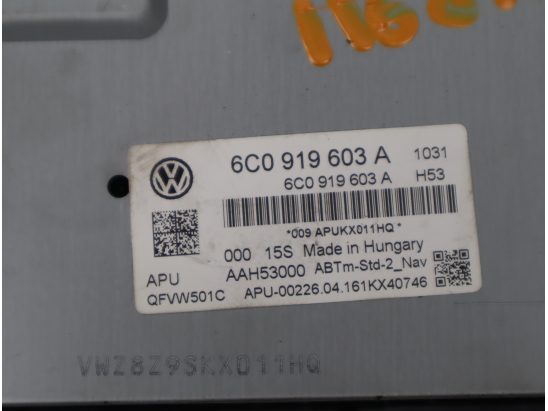 6C0 919 603 A 1031
6C0 919 603 A H53
*009 APUKX011HQ*
000 15S Made in Hungary
APU AAH53000 ABTm-Std-2_Nav
QFVW501C APU-00226.04.161KX40746
VWZ8Z9SKX011HQ